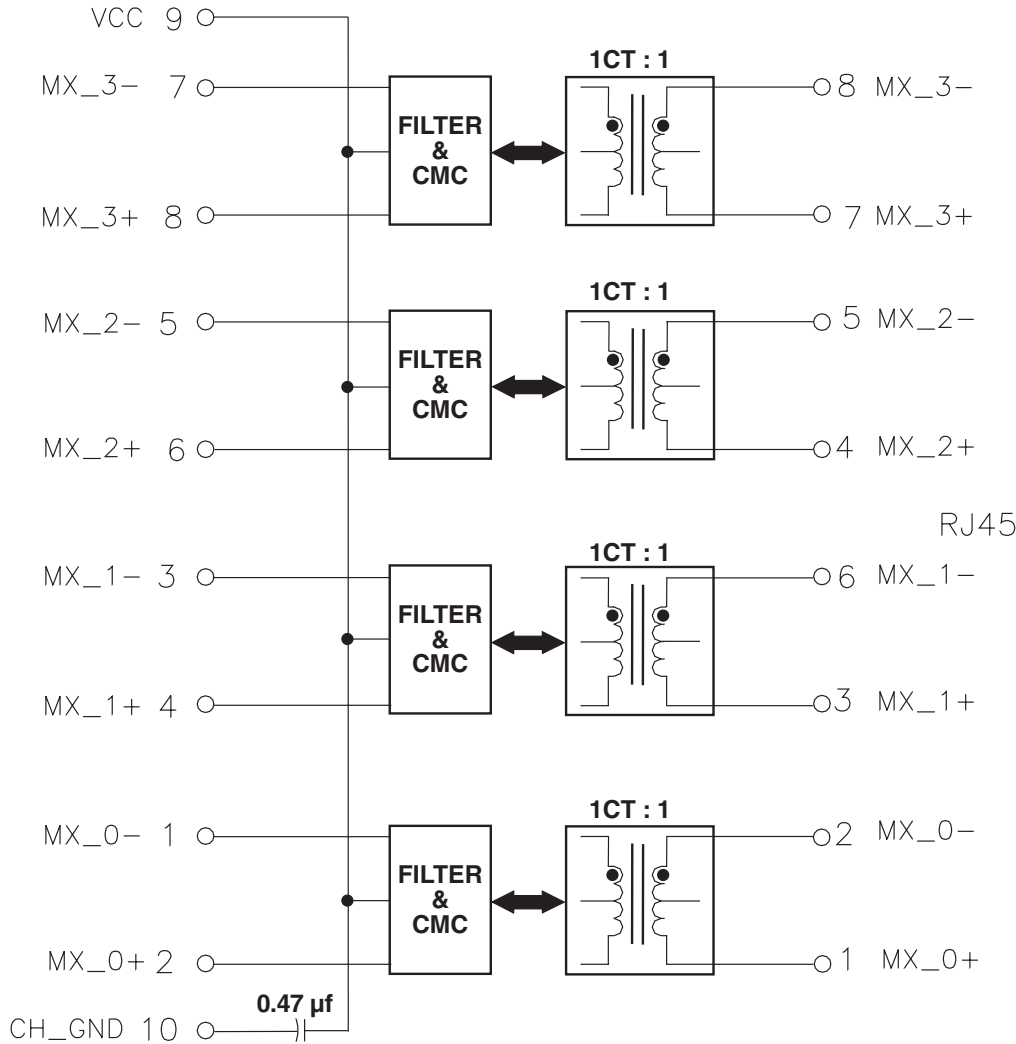 VCC 9
1CT : 1
MX_3- 7
FILTER
&
CMC
8 MX_3-
MX_3+ 8
7 MX_3+
1CT : 1
MX_2- 5
FILTER
&
CMC
5 MX_2-
MX_2+ 6
4 MX_2+
RJ45
1CT : 1
MX_1- 3
FILTER
&
CMC
6 MX_1-
MX_1+ 4
3 MX_1+
1CT : 1
MX_0- 1
FILTER
&
CMC
2 MX_0-
MX_0+ 2
1 MX_0+
0.47 µf
CH_GND 10